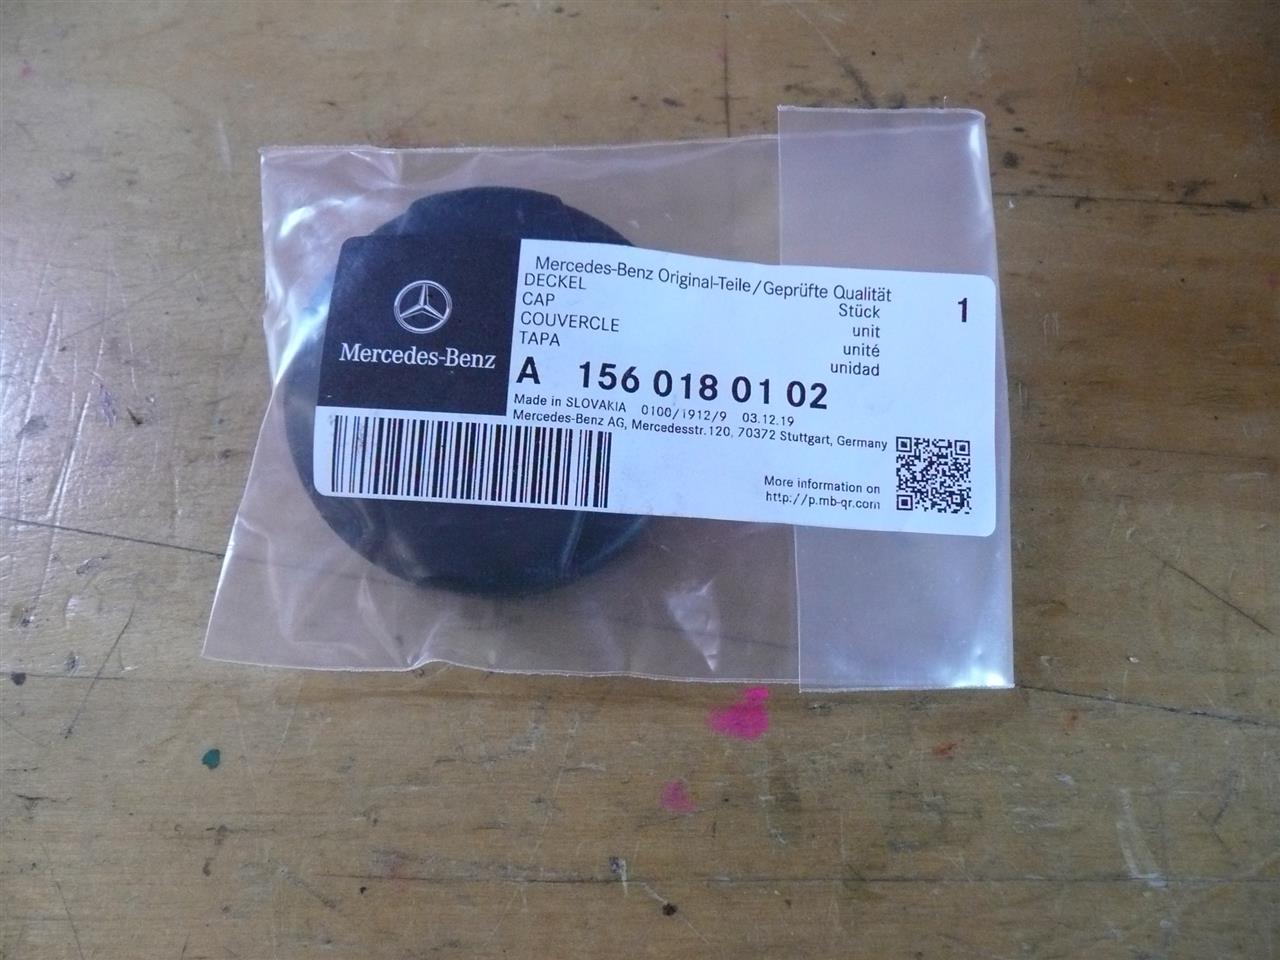 Mercedes-Benz
Mercedes-Benz Original-Teile/Geprüfte Qualität
DECKEL
CAP
COUVERCLE
TAPA
Stück
unit
unité
unidad
1
A 156 018 01 02
Made in SLOVAKIA 0100/1912/9 03.12.19
Mercedes-Benz AG, Mercedesstr.120, 70372 Stuttgart, Germany
More information on
http://p.mb-qr.com